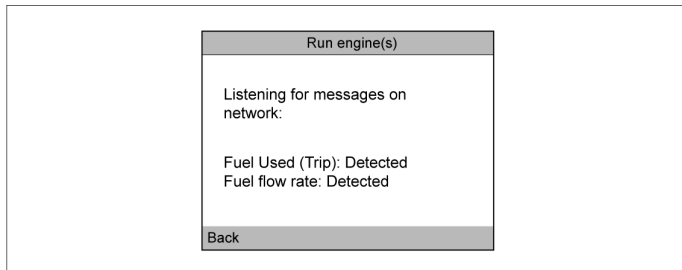 Run engine(s)
Listening for messages on
network:
Fuel Used (Trip): Detected
Fuel flow rate: Detected
Back